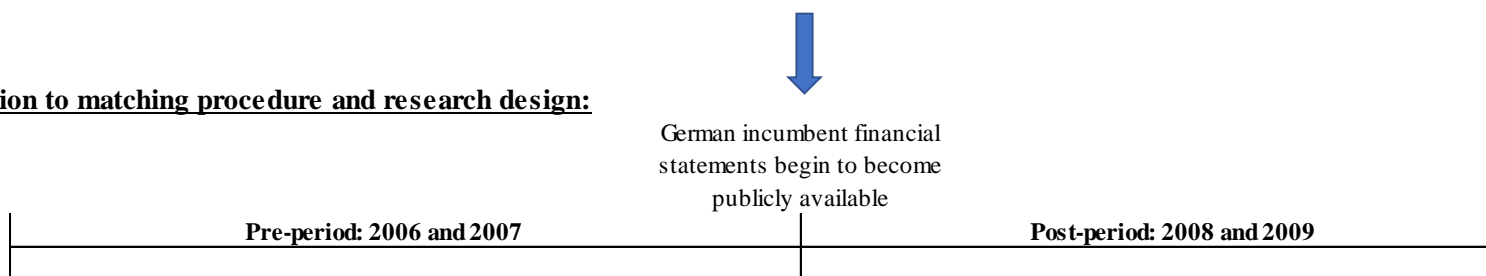 ion to matching procedure and research design:
German incumbent financial
statements begin to become
publicly available
Pre-period: 2006 and 2007
Post-period: 2008 and 2009